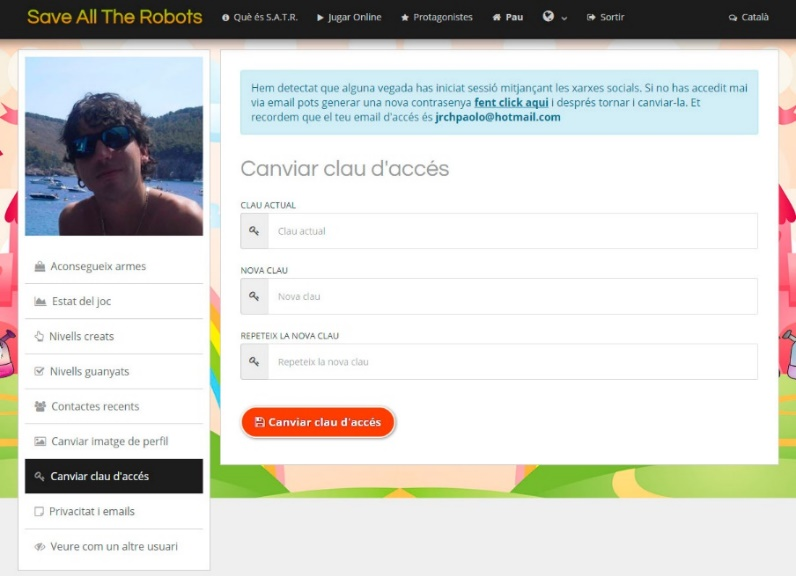 Save All The Robots
Què és S.A.T.R.
Jugar Online
Protagonistes
Pau
Sortir
Català
Aconsegueix armes
Estat del joc
Nivells creats
Nivells guanyats
Contactes recents
Canviar imatge de perfil
Canviar clau d'accés
Privacitat i emails
Veure com un altre usuari
Hem detectat que alguna vegada has iniciat sessió mitjançant les xarxes socials. Si no has accedit mai
via email pots generar una nova contrasenya fent click aqui i després tornar i canviar-la. Et
recordem que el teu email d'accés és jrchpaolo@hotmail.com
Canviar clau d'accés
CLAU ACTUAL
Clau actual
NOVA CLAU
Nova clau
REPETEIX LA NOVA CLAU
Repeteix la nova clau
Canviar clau d'accés